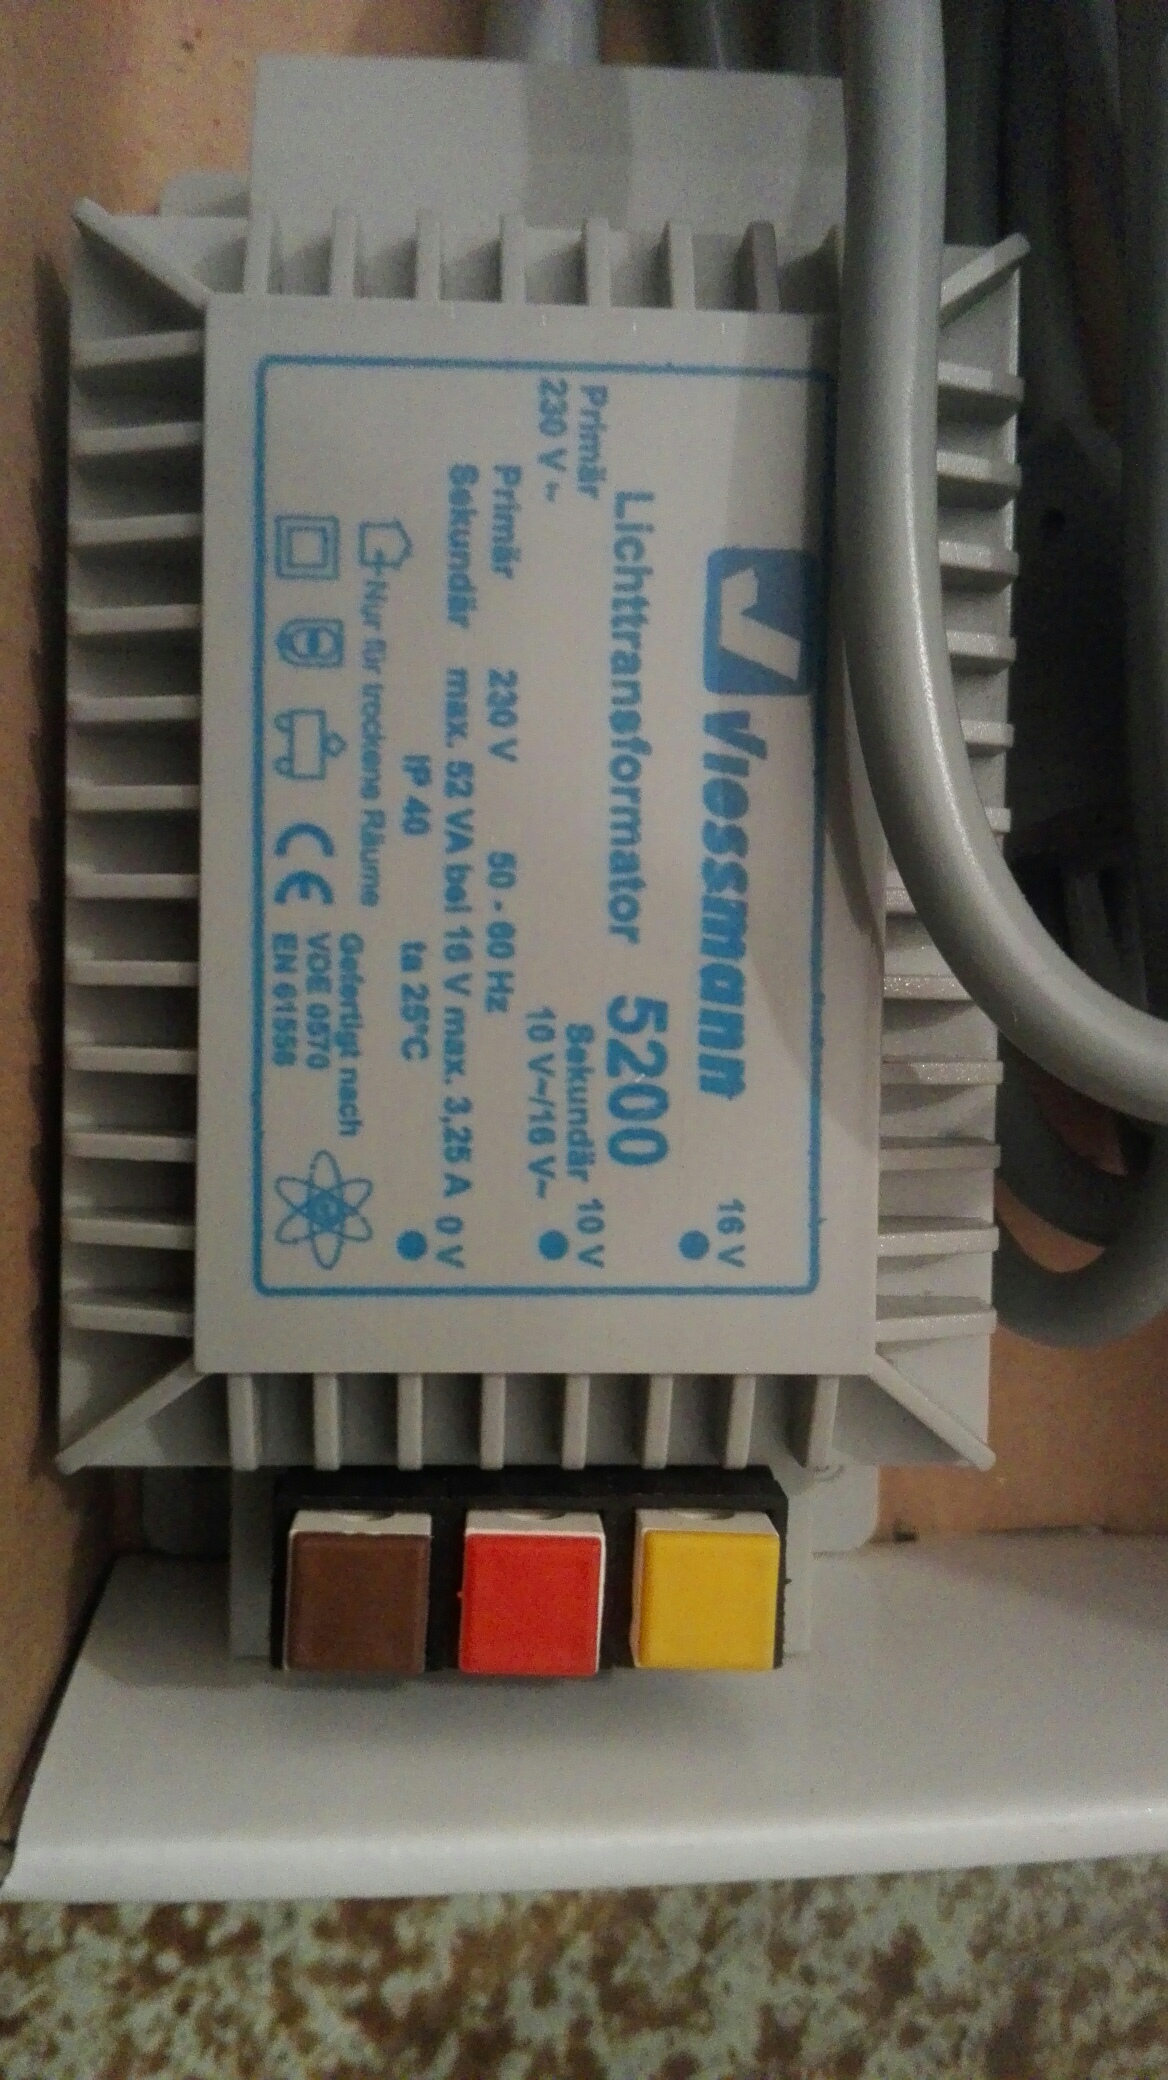 Viessmann
16 V
Lichttransformator 5200
Primär
230 V~
Sekundär 10 V
10 V~/16 V~
Primär 230 V 50 - 60 Hz
Sekundär max. 52 VA bei 16 V max. 3,25 A 0 V
IP 40 ta 25°C
Nur für trockene Räume
Gefertigt nach
VDE 0570
EN 61558
CE